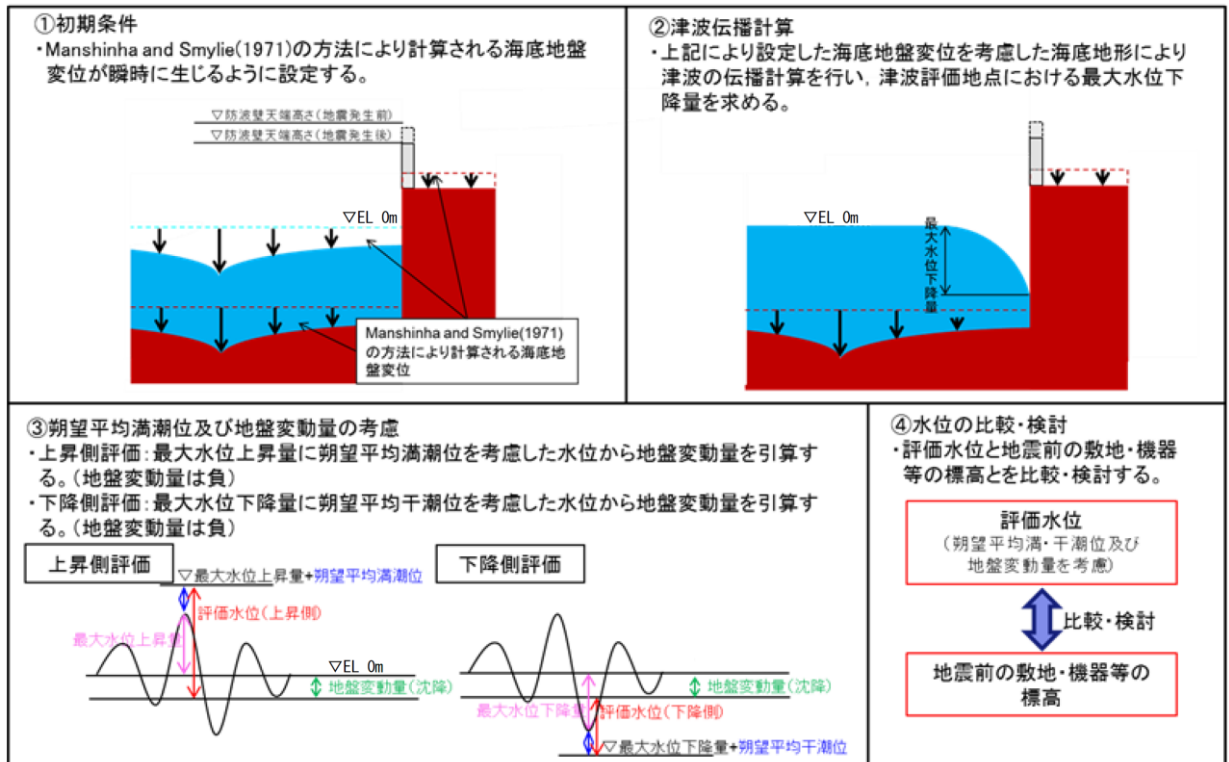 ①初期条件
・Manshinha and Smylie(1971)の方法により計算される海底地盤
変位が瞬時に生じるように設定する。
▽防波壁天端高さ(地震発生前)
▽防波壁天端高さ(地震発生後)
▽EL 0m
Manshinha and Smylie(1971)
の方法により計算される海底地
盤変位
②津波伝播計算
・上記により設定した海底地盤変位を考慮した海底地形により
津波の伝播計算を行い,津波評価地点における最大水位下
降量を求める。
▽EL 0m
最大水位下降量
③朔望平均満潮位及び地盤変動量の考慮
・上昇側評価:最大水位上昇量に朔望平均満潮位を考慮した水位から地盤変動量を引算す
る。(地盤変動量は負)
・下降側評価:最大水位下降量に朔望平均干潮位を考慮した水位から地盤変動量を引算す
る。(地盤変動量は負)
上昇側評価
▽最大水位上昇量+朔望平均満潮位
評価水位(上昇側)
最大水位上昇量
▽EL 0m
地盤変動量(沈降)
下降側評価
地盤変動量(沈降)
最大水位下降量
評価水位(下降側)
▽最大水位下降量+朔望平均干潮位
④水位の比較・検討
・評価水位と地震前の敷地・機器
等の標高とを比較・検討する。
評価水位
(朔望平均満・干潮位及び
地盤変動量を考慮)
比較・検討
地震前の敷地・機器等の
標高